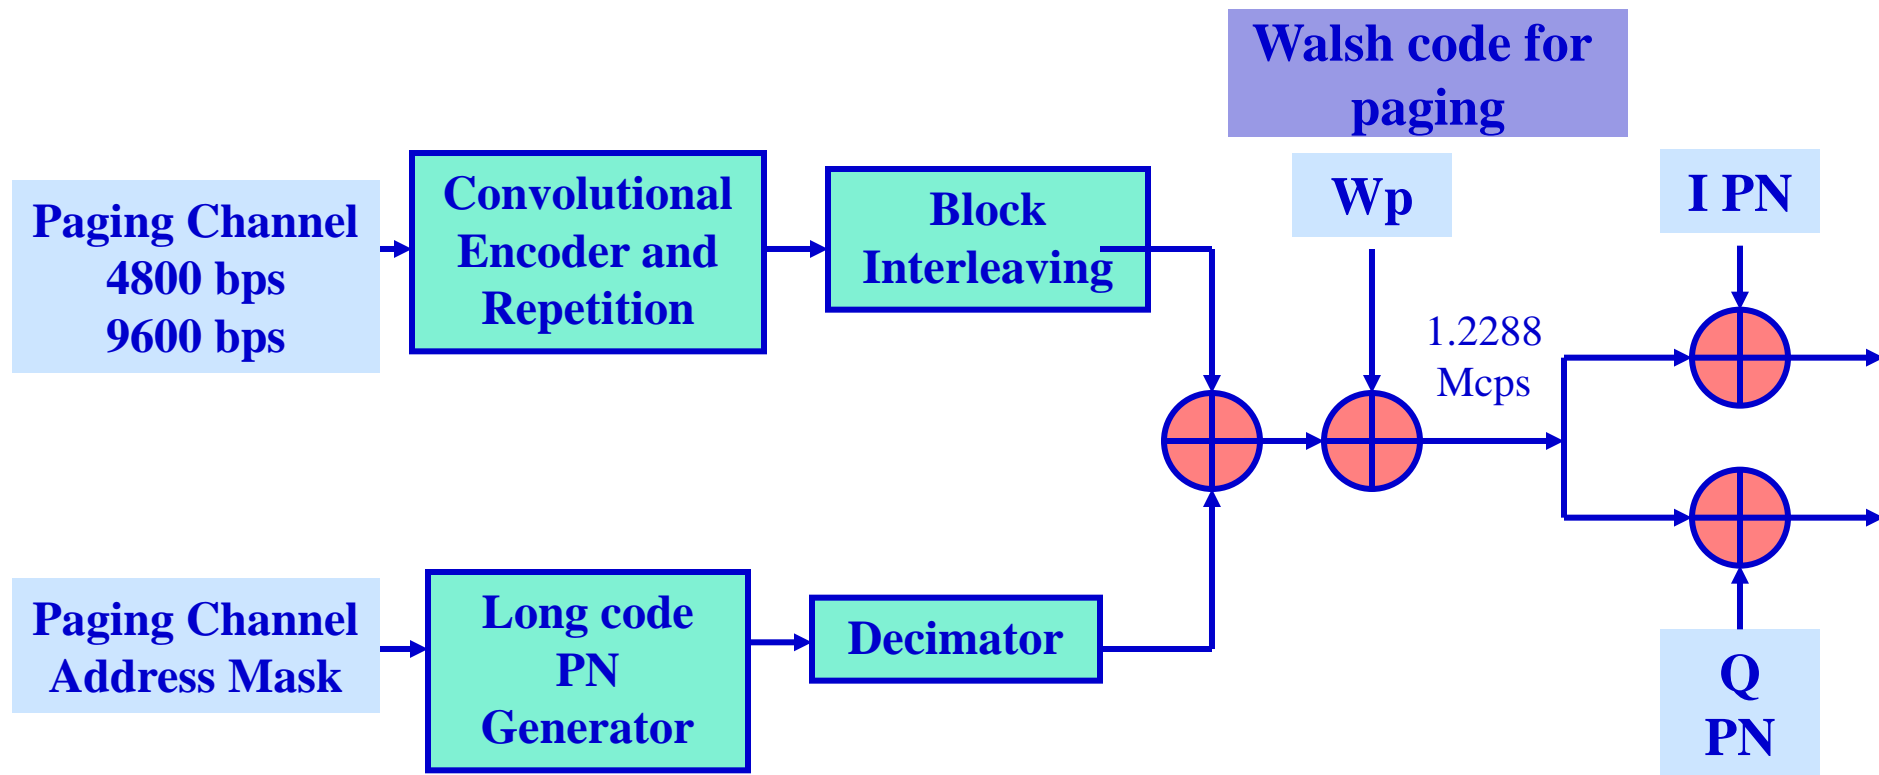 Walsh code for
paging
Wp
I PN
Paging Channel
4800 bps
9600 bps
Convolutional
Encoder and
Repetition
Block
Interleaving
1.2288
Mcps
Paging Channel
Address Mask
Long code
PN
Generator
Decimator
Q
PN